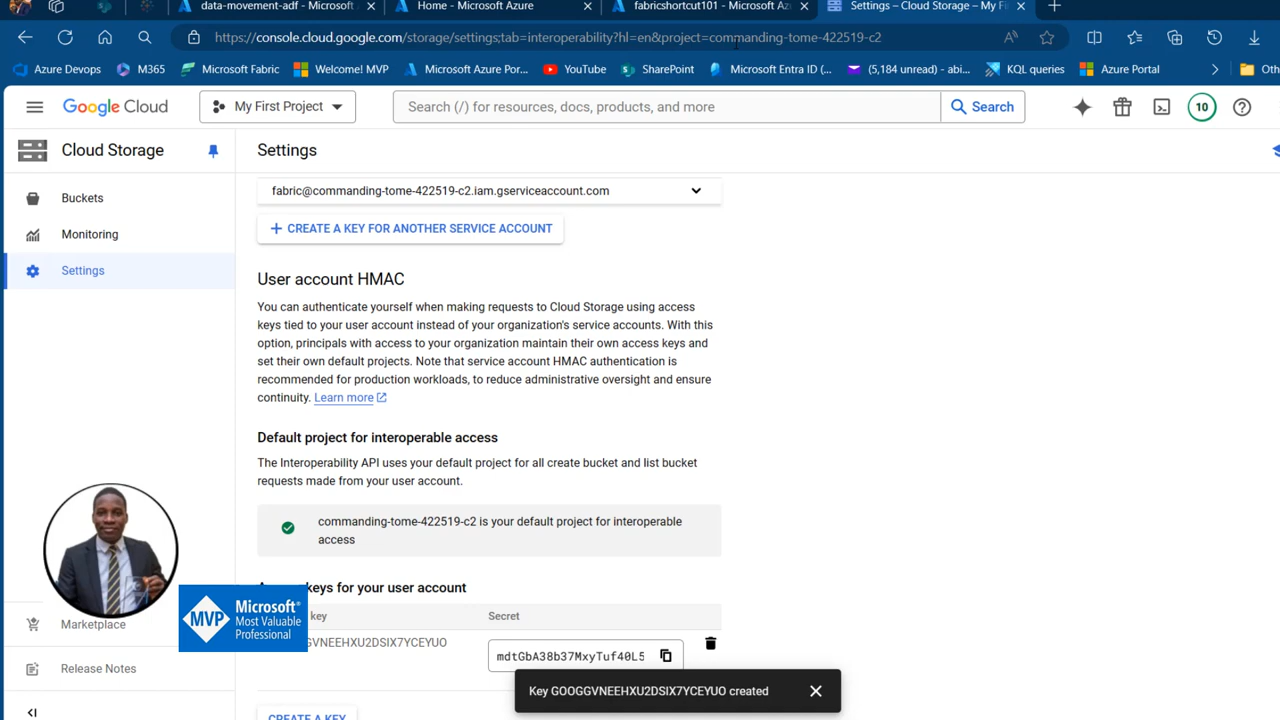 data-movement-adf - Microsoft
Home - Microsoft Azure
fabricshortcut101 - Microsoft Az
Settings – Cloud Storage – My Fi
https://console.cloud.google.com/storage/settings;tab=interoperability?hl=en&project=commanding-tome-422519-c2
Azure Devops
M365
Microsoft Fabric
Welcome! MVP
Microsoft Azure Por...
YouTube
SharePoint
Microsoft Entra ID (...
(5,184 unread) - abi...
KQL queries
Azure Portal
Oth
Google Cloud
My First Project
Search (/) for resources, docs, products, and more
Search
10
Cloud Storage
Settings
Buckets
Monitoring
Settings
fabric@commanding-tome-422519-c2.iam.gserviceaccount.com
+ CREATE A KEY FOR ANOTHER SERVICE ACCOUNT
User account HMAC
You can authenticate yourself when making requests to Cloud Storage using access
keys tied to your user account instead of your organization's service accounts. With this
option, principals with access to your organization maintain their own access keys and
set their own default projects. Note that service account HMAC authentication is
recommended for production workloads, to reduce administrative oversight and ensure
continuity. Learn more
Default project for interoperable access
The Interoperability API uses your default project for all create bucket and list bucket
requests made from your user account.
commanding-tome-422519-c2 is your default project for interoperable
access
keys for your user account
key
Secret
GVNEEHXU2DSIX7YCEYUO
mdtGbA38b37MxyTuf40L5
Key GOOGGVNEEHXU2DSIX7YCEYUO created
CREATE A KEY
Marketplace
Release Notes
MVP
Microsoft®
Most Valuable
Professional